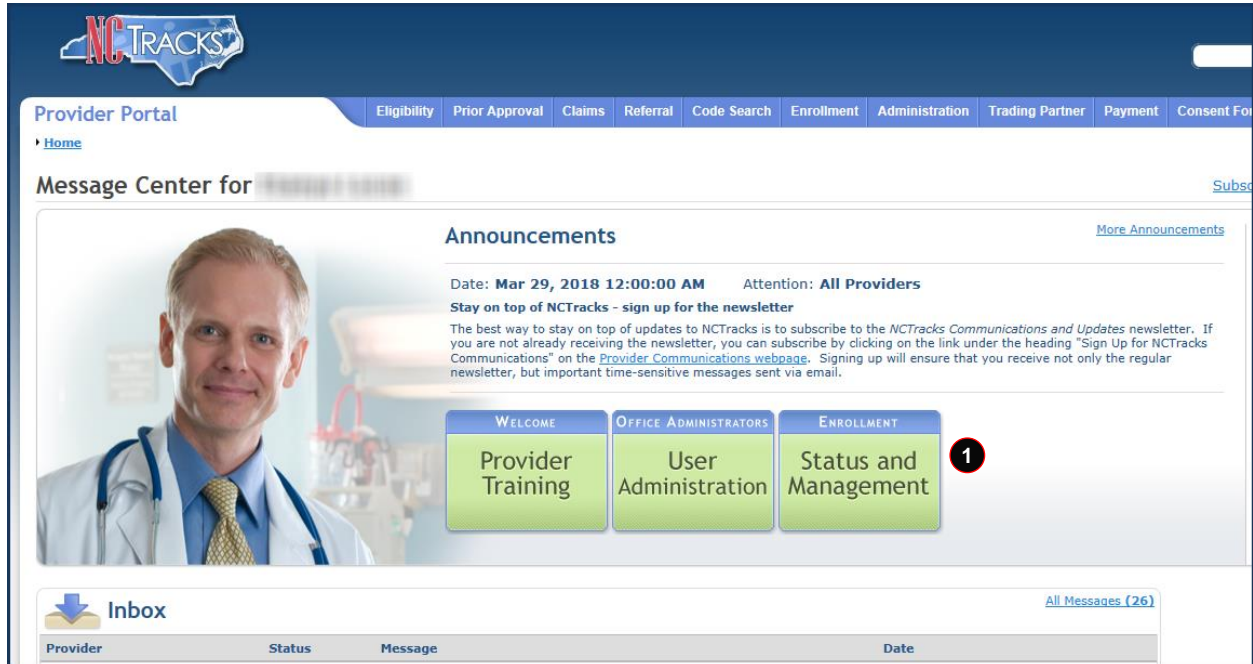 NCTRACKS
Provider Portal
Eligibility Prior Approval Claims Referral Code Search Enrollment Administration Trading Partner Payment Consent For
Home
Message Center for
Subsc
Announcements
More Announcements
Date: Mar 29, 2018 12:00:00 AM Attention: All Providers
Stay on top of NCTracks - sign up for the newsletter
The best way to stay on top of updates to NCTracks is to subscribe to the NCTracks Communications and Updates newsletter. If
you are not already receiving the newsletter, you can subscribe by clicking on the link under the heading "Sign Up for NCTracks
Communications" on the Provider Communications webpage. Signing up will ensure that you receive not only the regular
newsletter, but important time-sensitive messages sent via email.
WELCOME
Provider
Training
OFFICE ADMINISTRATORS
User
Administration
ENROLLMENT
Status and
Management
1
Inbox
All Messages (26)
Provider Status Message Date